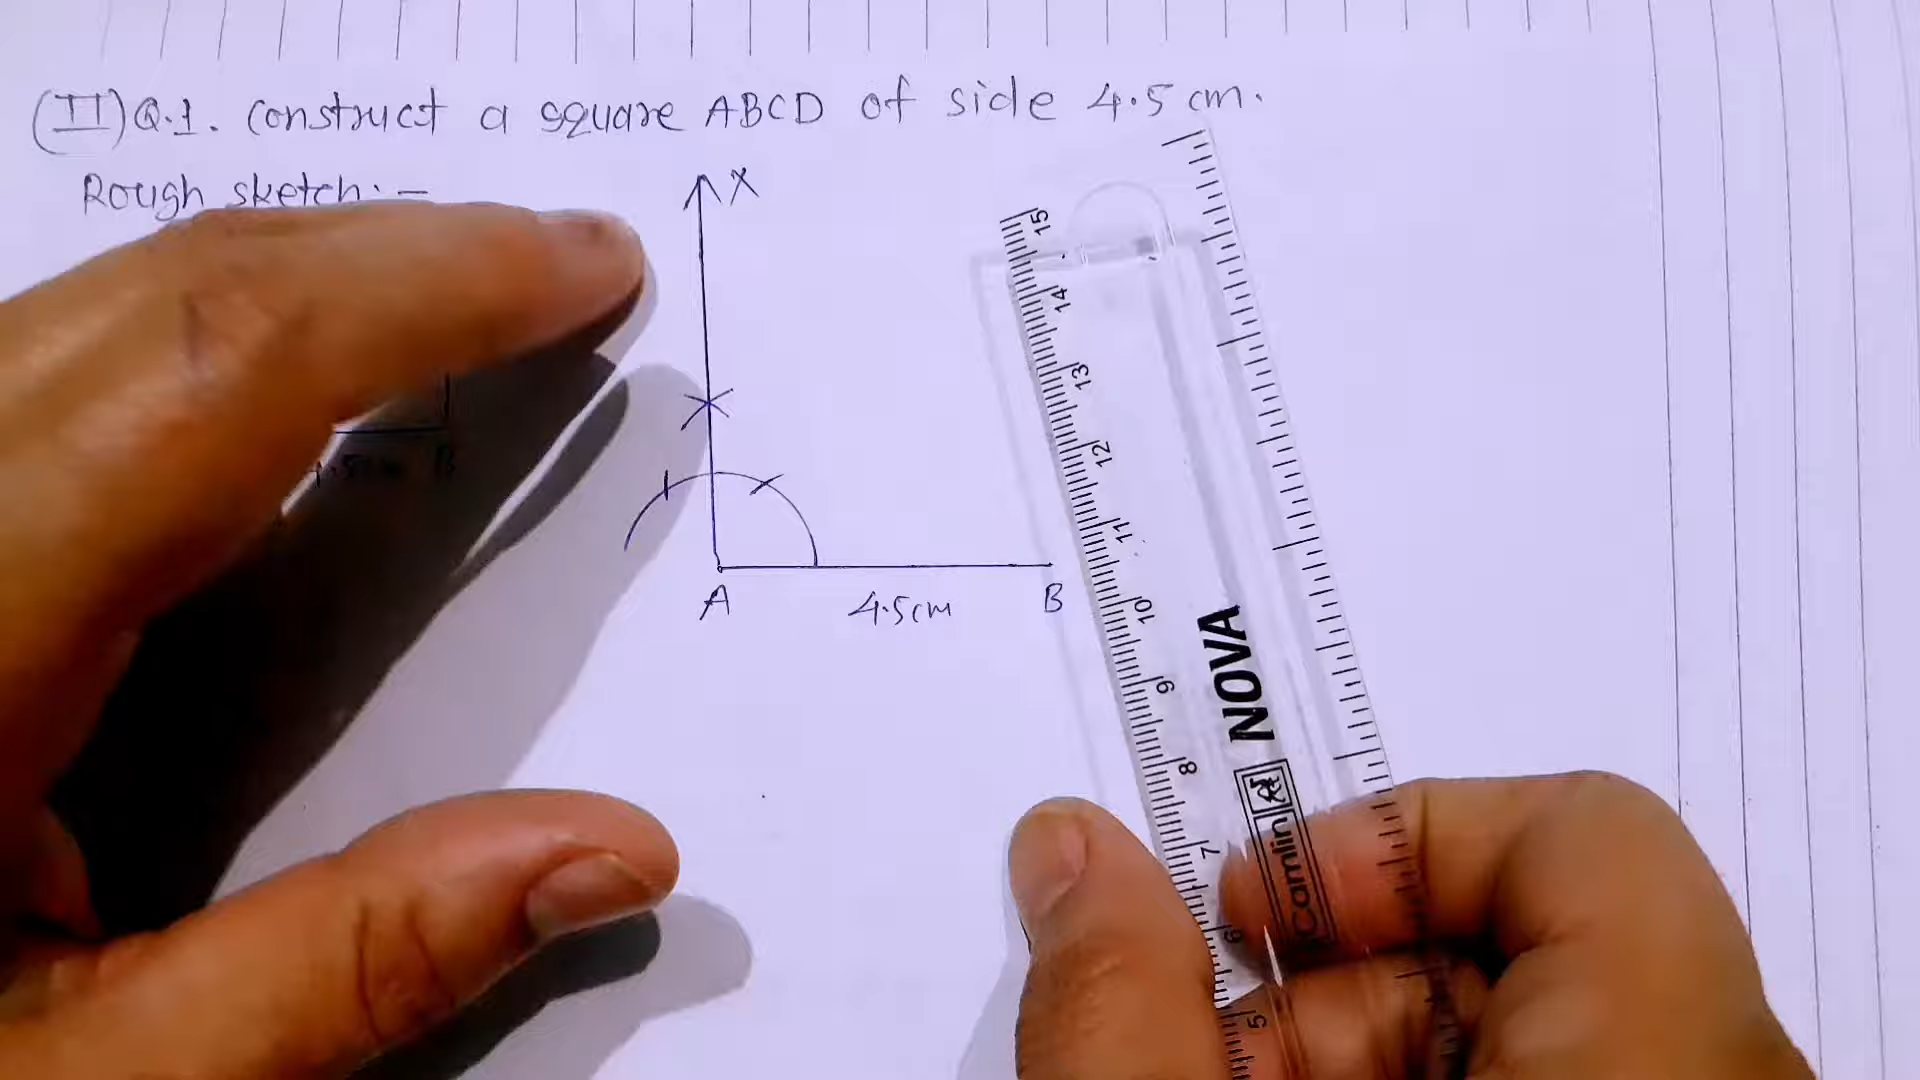 (II) Q.1. Construct a square ABCD of side 4.5 cm.
Rough sketch:-
X
B
A
4.5cm
B
15
14
13
12
11
10
9
8
7
6
5
NOVA
Camlin